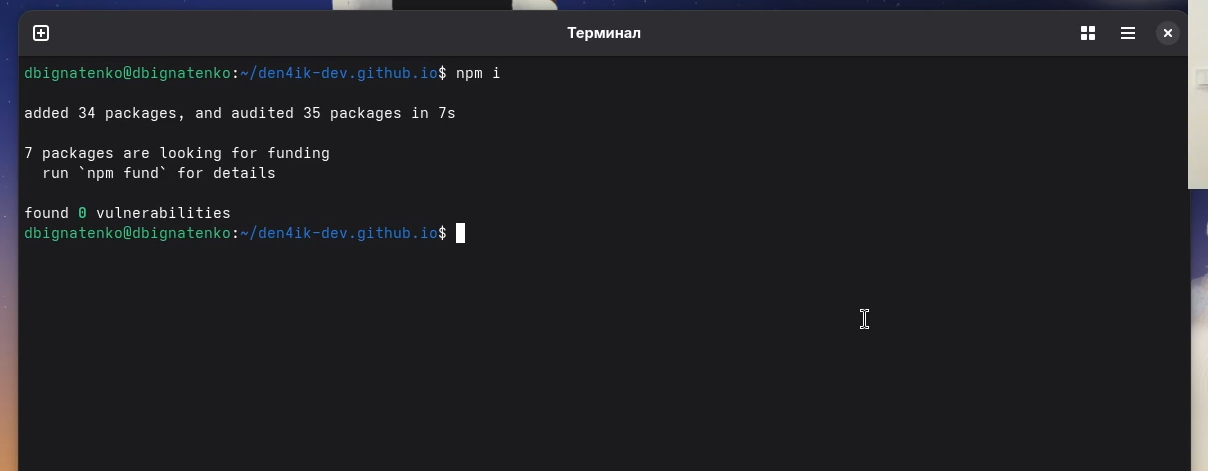 Терминал
dbignatenko@dbignatenko:~/den4ik-dev.github.io$ npm i
added 34 packages, and audited 35 packages in 7s
7 packages are looking for funding
  run `npm fund` for details
found 0 vulnerabilities
dbignatenko@dbignatenko:~/den4ik-dev.github.io$